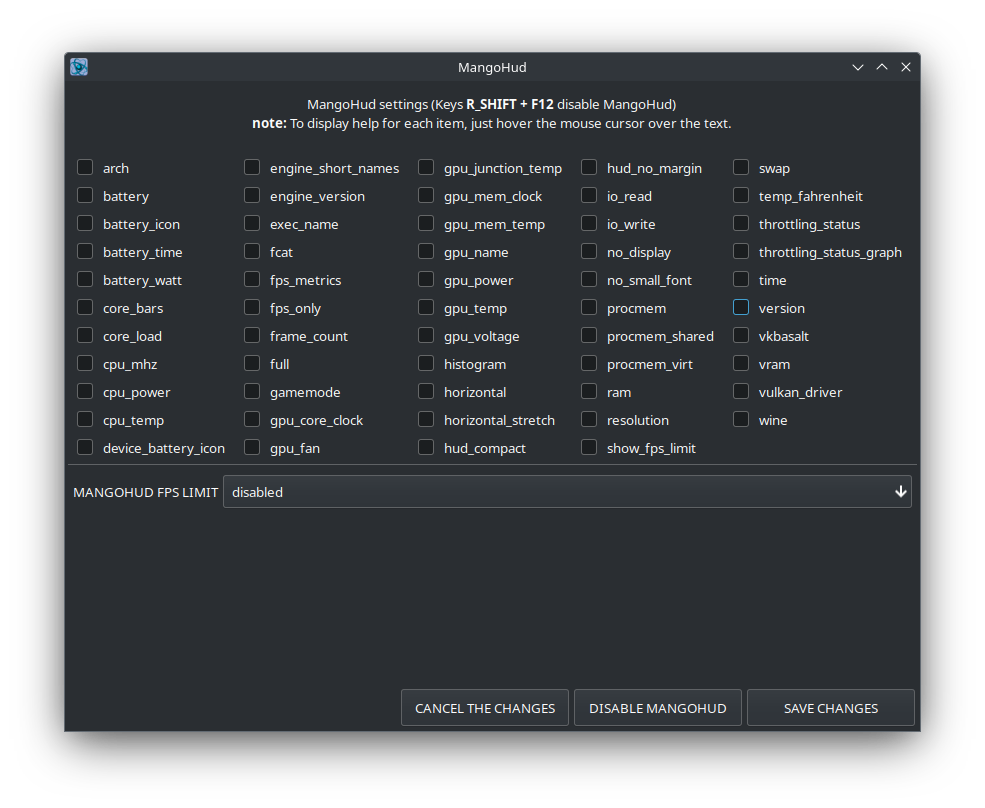 MangoHud
MangoHud settings (Keys R_SHIFT + F12 disable MangoHud)
note: To display help for each item, just hover the mouse cursor over the text.
arch engine_short_names gpu_junction_temp hud_no_margin swap
battery engine_version gpu_mem_clock io_read temp_fahrenheit
battery_icon exec_name gpu_mem_temp io_write throttling_status
battery_time fcat gpu_name no_display throttling_status_graph
battery_watt fps_metrics gpu_power no_small_font time
core_bars fps_only gpu_temp procmem version
core_load frame_count gpu_voltage procmem_shared vkbasalt
cpu_mhz full histogram procmem_virt vram
cpu_power gamemode horizontal ram vulkan_driver
cpu_temp gpu_core_clock horizontal_stretch resolution wine
device_battery_icon gpu_fan hud_compact show_fps_limit
MANGOHUD FPS LIMIT disabled
CANCEL THE CHANGES DISABLE MANGOHUD SAVE CHANGES